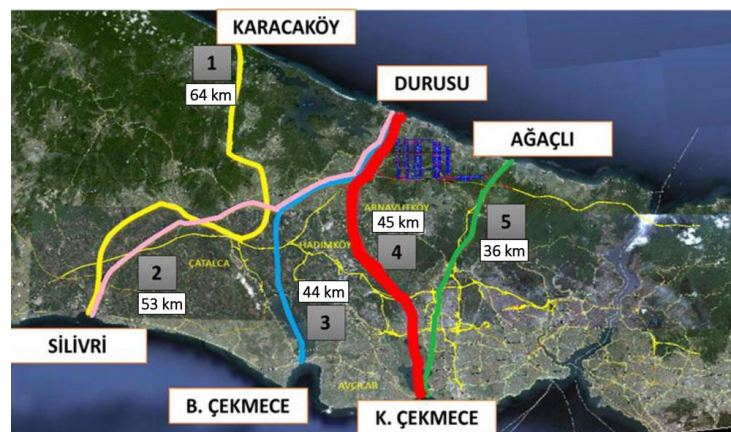 KARACAKÖY
1
64 km
DURUSU
AĞAÇLI
ARNAVUTKÖY
45 km
5
4
36 km
HADIMKÖY
ÇATALCA
2
53 km
44 km
3
SİLİVRİ
B. ÇEKMECE
AVCILAR
K. ÇEKMECE